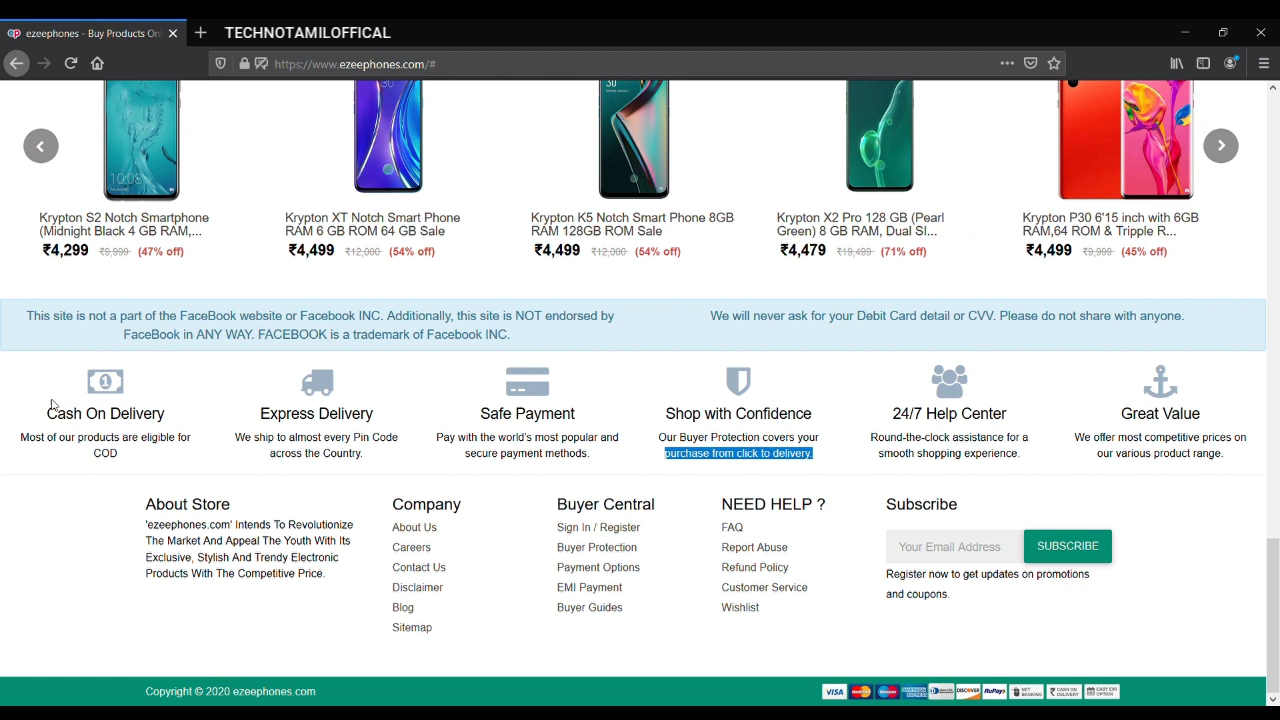 ezeephones - Buy Products Onl
TECHNOTAMILOFFICAL
https://www.ezeephones.com/#
Krypton S2 Notch Smartphone
(Midnight Black 4 GB RAM,...
₹4,299 ₹9,999 (47% off)
Krypton XT Notch Smart Phone
RAM 6 GB ROM 64 GB Sale
₹4,499 ₹12,000 (54% off)
Krypton K5 Notch Smart Phone 8GB
RAM 128GB ROM Sale
₹4,499 ₹12,000 (54% off)
Krypton X2 Pro 128 GB (Pearl
Green) 8 GB RAM, Dual SI...
₹4,479 ₹19,499 (71% off)
Krypton P30 6'15 inch with 6GB
RAM,64 ROM & Tripple R...
₹4,499 ₹9,999 (45% off)
This site is not a part of the FaceBook website or Facebook INC. Additionally, this site is NOT endorsed by
FaceBook in ANY WAY. FACEBOOK is a trademark of Facebook INC.
We will never ask for your Debit Card detail or CVV. Please do not share with anyone.
Cash On Delivery
Most of our products are eligible for
COD
Express Delivery
We ship to almost every Pin Code
across the Country.
Safe Payment
Pay with the world's most popular and
secure payment methods.
Shop with Confidence
Our Buyer Protection covers your
purchase from click to delivery.
24/7 Help Center
Round-the-clock assistance for a
smooth shopping experience.
Great Value
We offer most competitive prices on
our various product range.
About Store
'ezeephones.com' Intends To Revolutionize
The Market And Appeal The Youth With Its
Exclusive, Stylish And Trendy Electronic
Products With The Competitive Price.
Company
About Us
Careers
Contact Us
Disclaimer
Blog
Sitemap
Buyer Central
Sign In / Register
Buyer Protection
Payment Options
EMI Payment
Buyer Guides
NEED HELP ?
FAQ
Report Abuse
Refund Policy
Customer Service
Wishlist
Subscribe
Your Email Address
SUBSCRIBE
Register now to get updates on promotions
and coupons.
Copyright © 2020 ezeephones.com
VISA
DISCOVER
RuPay
NET BANKING
CASH ON DELIVERY
EASY EMI OPTION